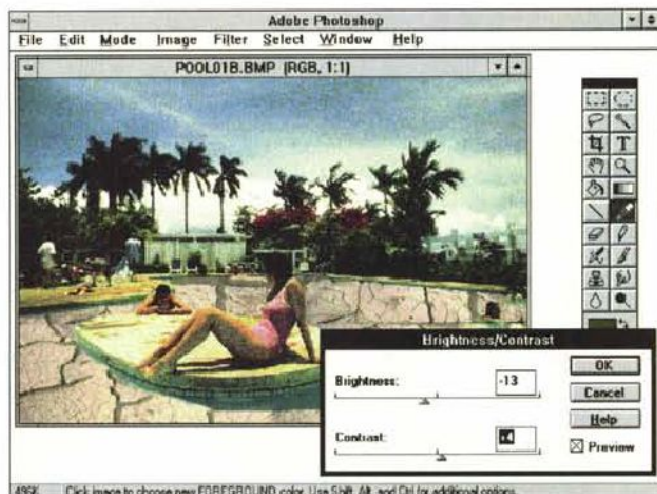 Adobe Photoshop
File Edit Mode Image Filter Select Window Help
POOL01B.BMP (RGB, 1:1)
T
Brightness/Contrast
Brightness: -13
OK
Cancel
Contrast:
Help
Preview
Click image to choose new FOREGROUND color. Use Shift, Alt, and Ctrl for additional options.